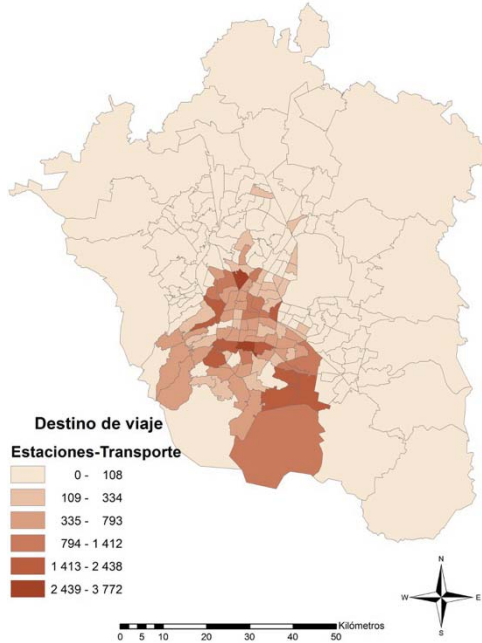 Destino de viaje
Estaciones-Transporte
0 - 108
109 - 334
335 - 793
794 - 1 412
1 413 - 2 438
2 439 - 3 772
N
W E
S
Kilómetros
0 5 10 20 30 40 50